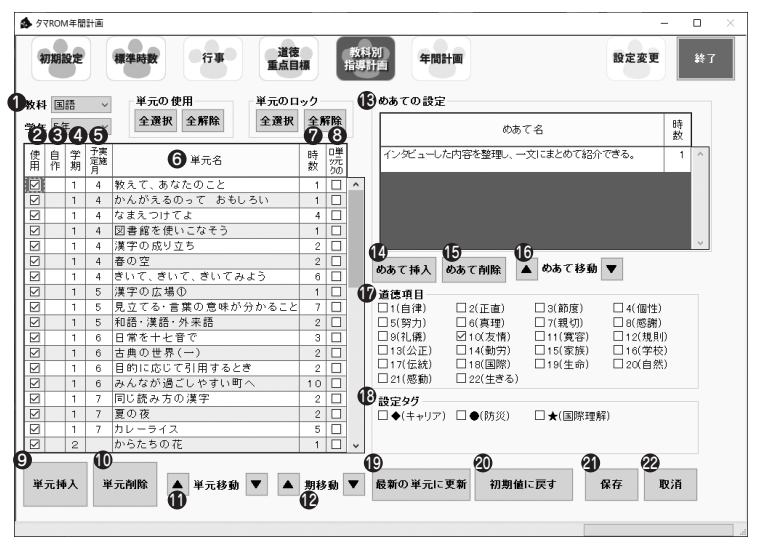 タマROM年間計画
初期設定 標準時数 行事 道徳重点目標 教科別指導計画 年間計画 設定変更 終了
❶教科 国語
学年 5年
単元の使用
全選択 全解除
単元のロック
全選択 全解除
❷ ❸ ❹ ❺ ❻ ❼ ❽
使用 自作 学期 予定 実施月 単元名 時数 単元のロック
1 4 教えて、あなたのこと 1
1 4 かんがえるのって おもしろい 1
1 4 なまえつけてよ 4
1 4 図書館を使いこなそう 1
1 4 漢字の成り立ち 2
1 4 春の空 2
1 4 きいて、きいて、きいてみよう 6
1 5 漢字の広場① 1
1 5 見立てる・言葉の意味が分かること 7
1 5 和語・漢語・外来語 2
1 6 日常を十七音で 3
1 6 古典の世界(一) 2
1 6 目的に応じて引用するとき 2
1 6 みんなが過ごしやすい町へ 10
1 7 同じ読み方の漢字 2
1 7 夏の夜 2
1 7 カレーライス 5
2 からたちの花 1
❾ 単元挿入
❿ 単元削除
▲ 単元移動 ▼
⓫
▲ 期移動 ▼
⓬
⓭めあての設定
めあて名 時数
インタビューした内容を整理し、一文にまとめて紹介できる。 1
⓮ めあて挿入
⓯ めあて削除
⓰ ▲ めあて移動 ▼
⓱道徳項目
1(自律) 2(正直) 3(節度) 4(個性)
5(努力) 6(真理) 7(親切) 8(感謝)
9(礼儀) 10(友情) 11(寛容) 12(規則)
13(公正) 14(勤労) 15(家族) 16(学校)
17(伝統) 18(国際) 19(生命) 20(自然)
21(感動) 22(生きる)
⓲設定タグ
◆(キャリア) ●(防災) ★(国際理解)
⓳ 最新の単元に更新
⓴ 初期値に戻す
21 保存
22 取消